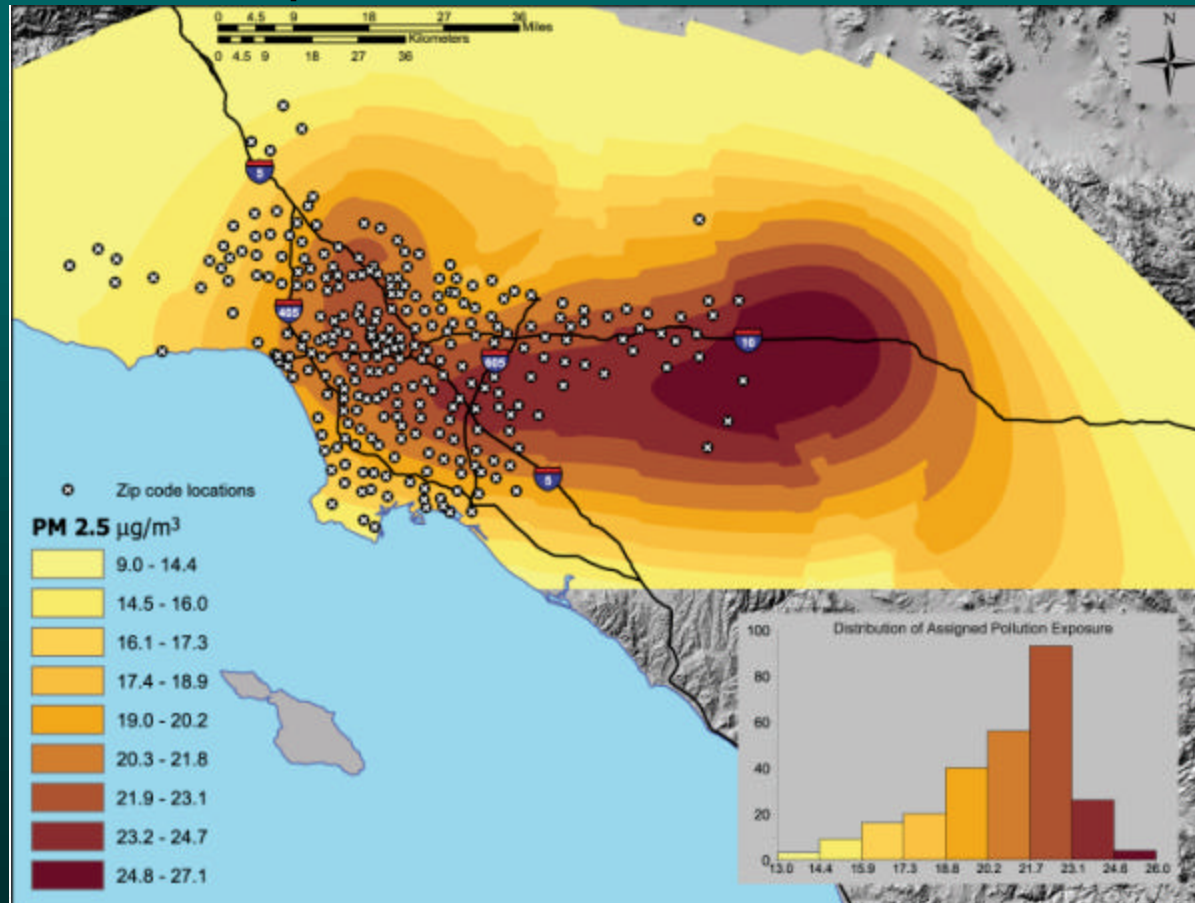 0 4.5 9 18 27 36
Miles
Kilometers
0 4.5 9 18 27 36
N
5
405
605
10
5
Zip code locations
PM 2.5 µg/m³
9.0 - 14.4
14.5 - 16.0
16.1 - 17.3
17.4 - 18.9
19.0 - 20.2
20.3 - 21.8
21.9 - 23.1
23.2 - 24.7
24.8 - 27.1
Distribution of Assigned Pollution Exposure
100
80
60
40
20
0
13.0 14.4 15.9 17.3 18.8 20.2 21.7 23.1 24.6 26.0